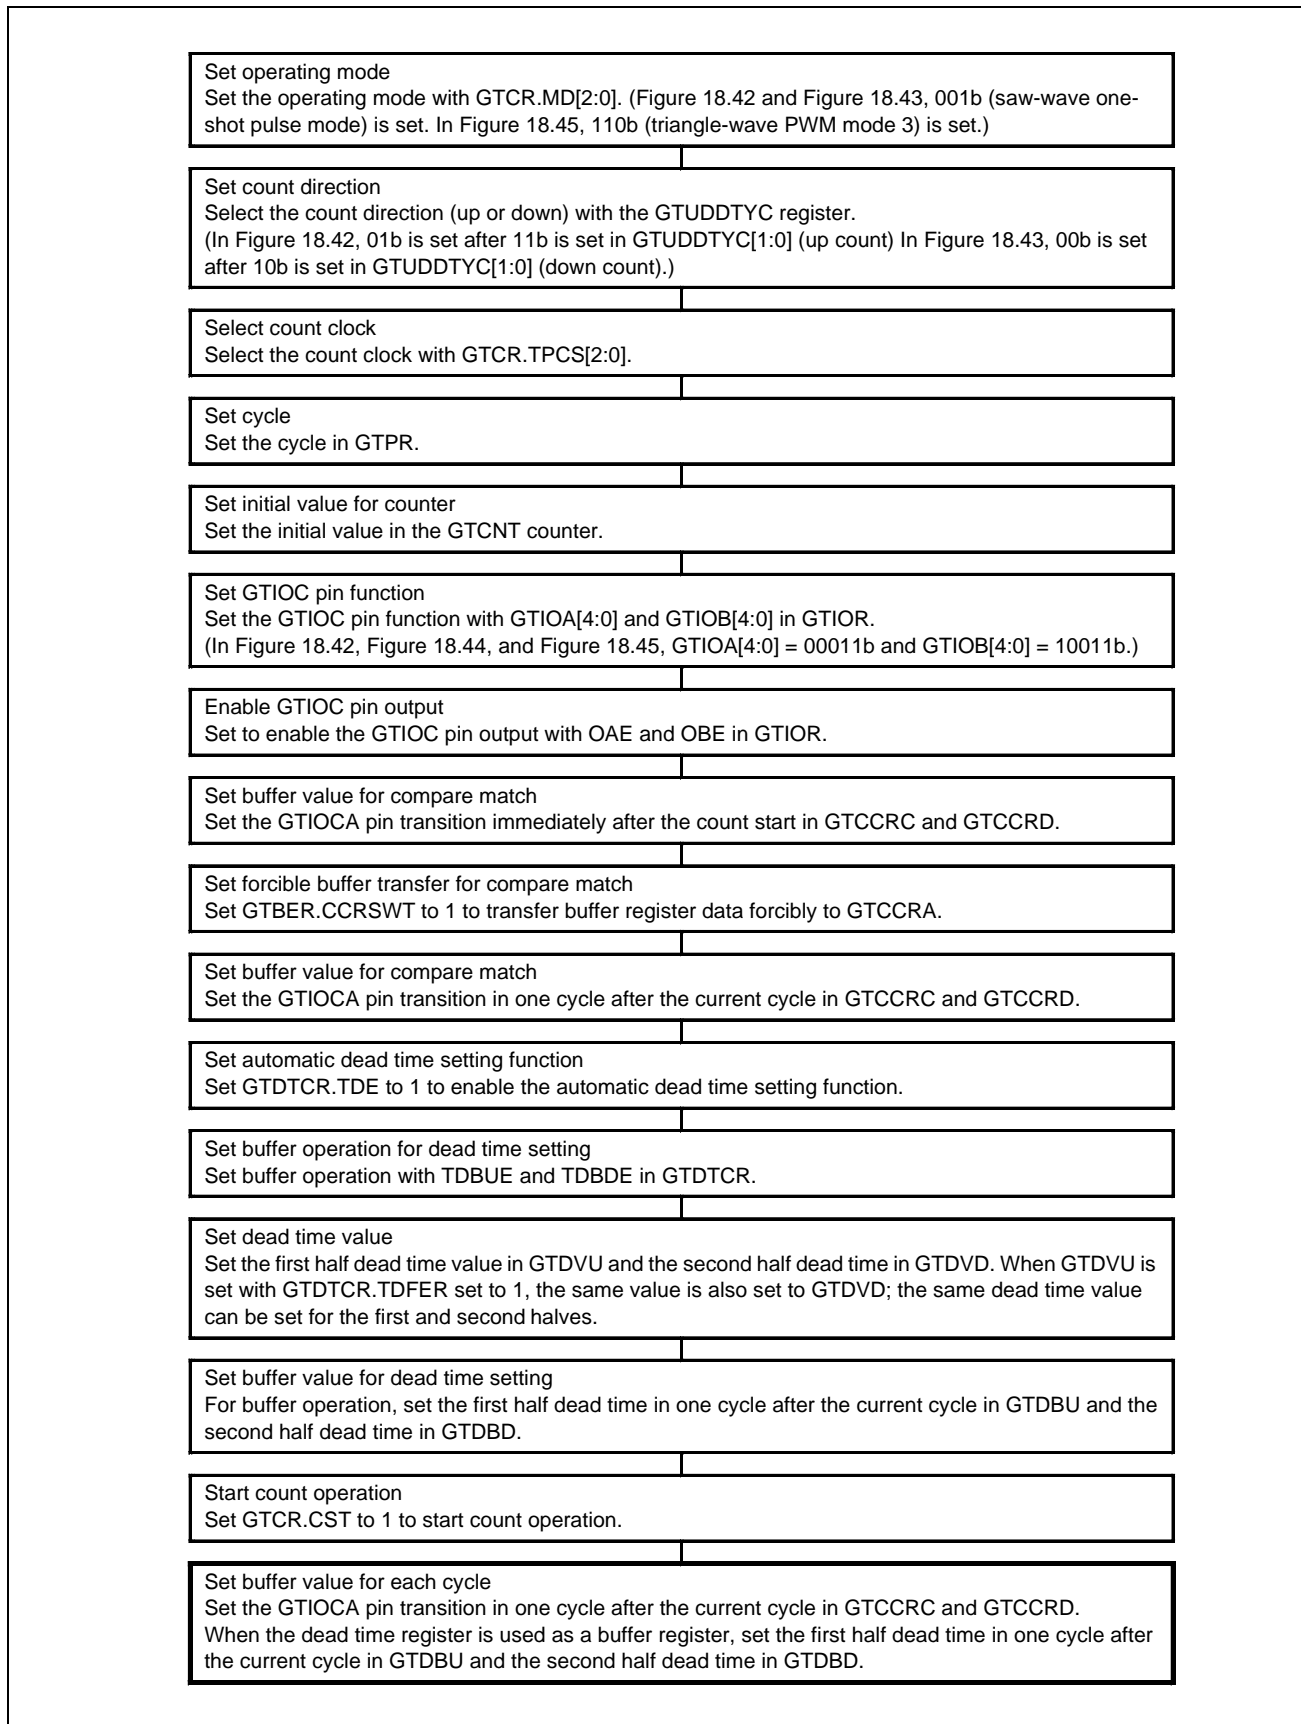 Set operating mode
Set the operating mode with GTCR.MD[2:0]. (Figure 18.42 and Figure 18.43, 001b (saw-wave one-
shot pulse mode) is set. In Figure 18.45, 110b (triangle-wave PWM mode 3) is set.)
Set count direction
Select the count direction (up or down) with the GTUDDTYC register.
(In Figure 18.42, 01b is set after 11b is set in GTUDDTYC[1:0] (up count) In Figure 18.43, 00b is set
after 10b is set in GTUDDTYC[1:0] (down count).)
Select count clock
Select the count clock with GTCR.TPCS[2:0].
Set cycle
Set the cycle in GTPR.
Set initial value for counter
Set the initial value in the GTCNT counter.
Set GTIOC pin function
Set the GTIOC pin function with GTIOA[4:0] and GTIOB[4:0] in GTIOR.
(In Figure 18.42, Figure 18.44, and Figure 18.45, GTIOA[4:0] = 00011b and GTIOB[4:0] = 10011b.)
Enable GTIOC pin output
Set to enable the GTIOC pin output with OAE and OBE in GTIOR.
Set buffer value for compare match
Set the GTIOCA pin transition immediately after the count start in GTCCRC and GTCCRD.
Set forcible buffer transfer for compare match
Set GTBER.CCRSWT to 1 to transfer buffer register data forcibly to GTCCRA.
Set buffer value for compare match
Set the GTIOCA pin transition in one cycle after the current cycle in GTCCRC and GTCCRD.
Set automatic dead time setting function
Set GTDTCR.TDE to 1 to enable the automatic dead time setting function.
Set buffer operation for dead time setting
Set buffer operation with TDBUE and TDBDE in GTDTCR.
Set dead time value
Set the first half dead time value in GTDVU and the second half dead time in GTDVD. When GTDVU is
set with GTDTCR.TDFER set to 1, the same value is also set to GTDVD; the same dead time value
can be set for the first and second halves.
Set buffer value for dead time setting
For buffer operation, set the first half dead time in one cycle after the current cycle in GTDBU and the
second half dead time in GTDBD.
Start count operation
Set GTCR.CST to 1 to start count operation.
Set buffer value for each cycle
Set the GTIOCA pin transition in one cycle after the current cycle in GTCCRC and GTCCRD.
When the dead time register is used as a buffer register, set the first half dead time in one cycle after
the current cycle in GTDBU and the second half dead time in GTDBD.